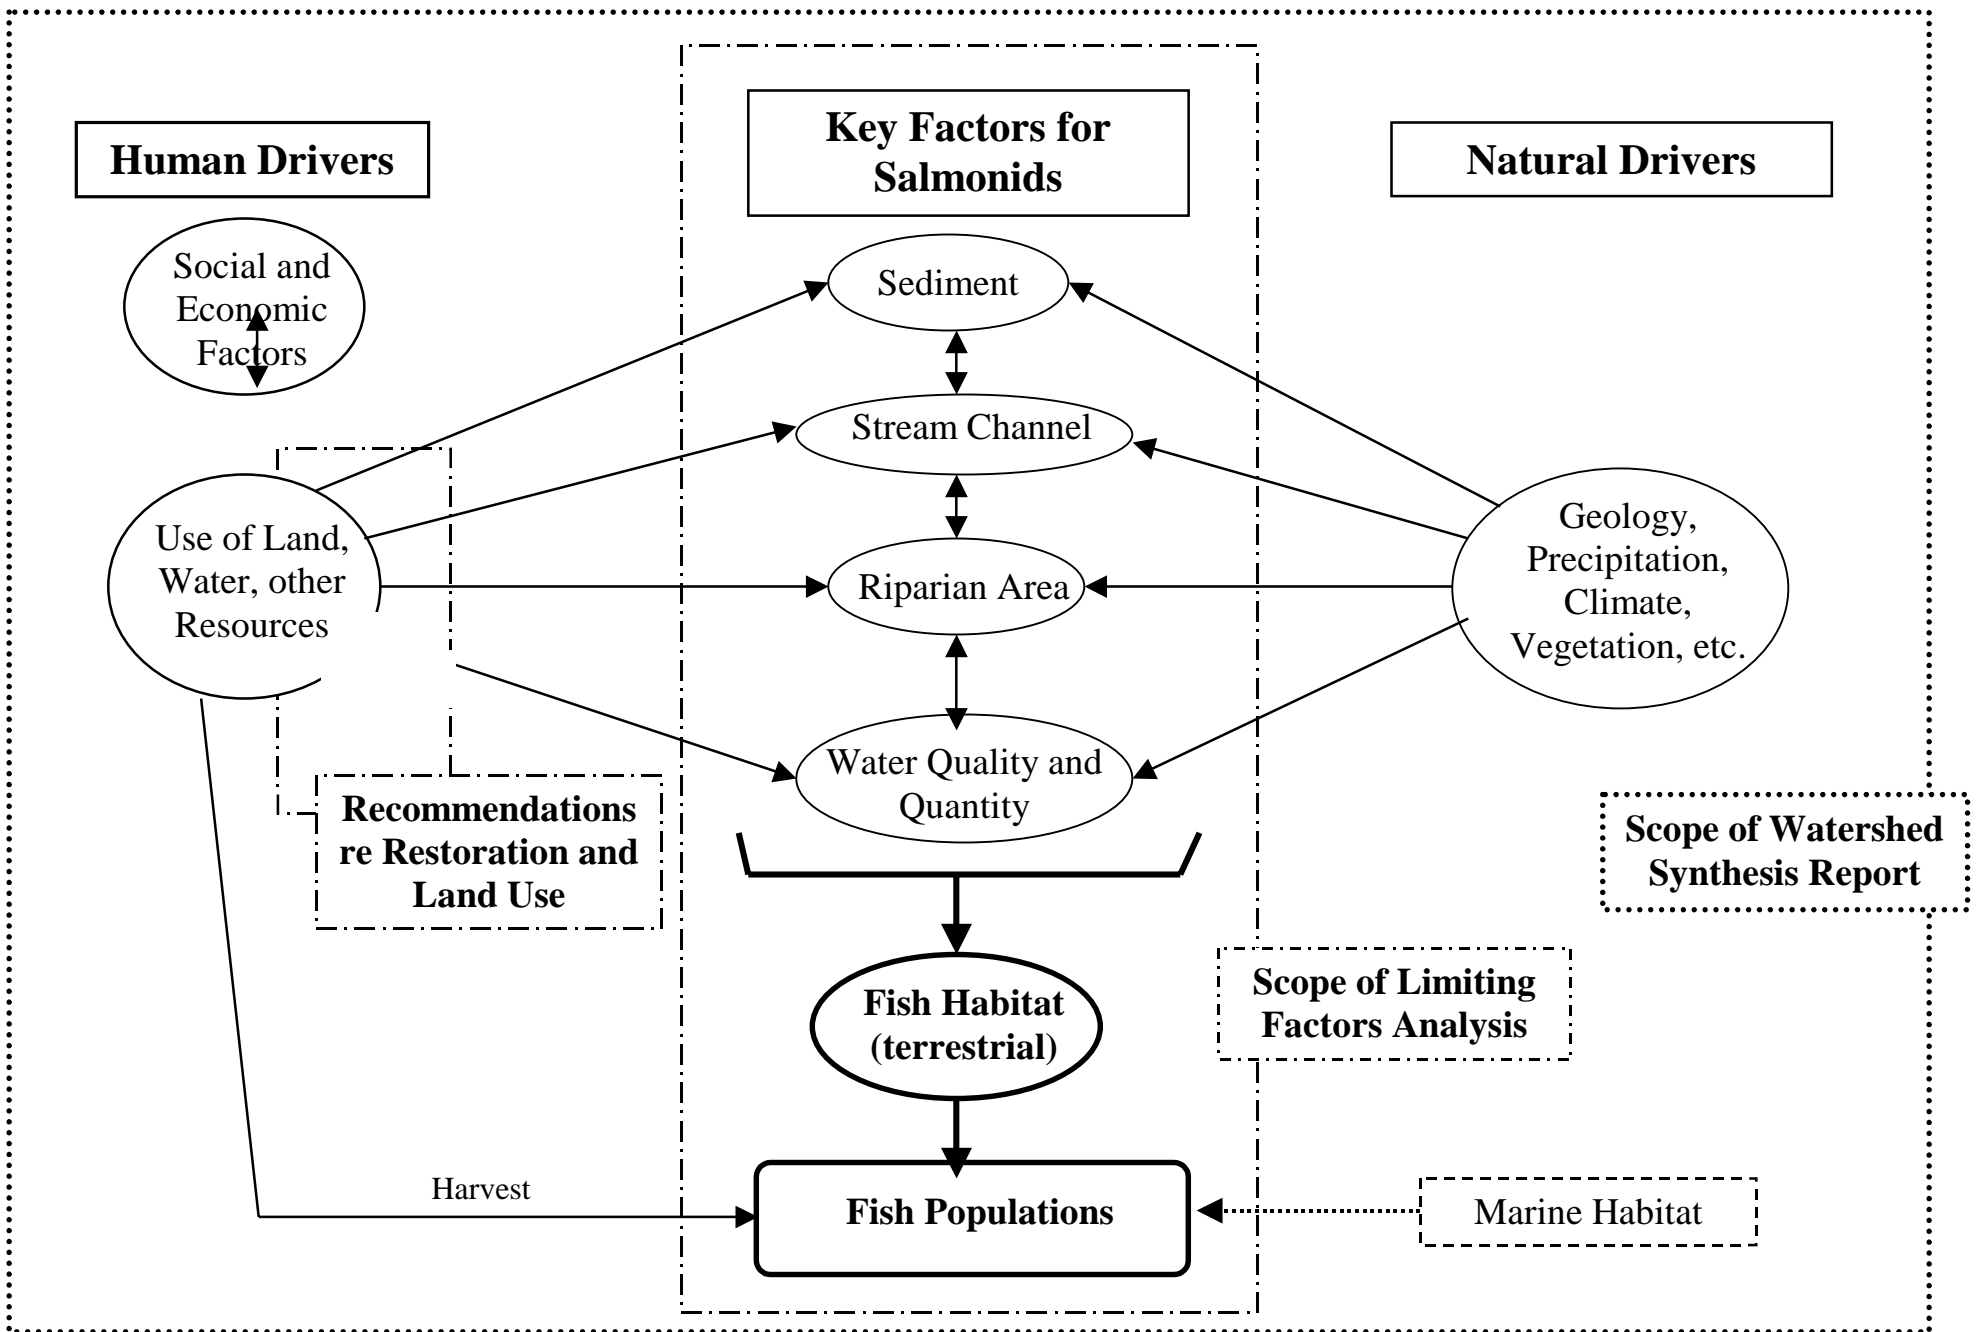 Human Drivers
Key Factors for
Salmonids
Natural Drivers
Social and
Economic
Factors
Sediment
Stream Channel
Use of Land,
Water, other
Resources
Riparian Area
Geology,
Precipitation,
Climate,
Vegetation, etc.
Water Quality and
Quantity
Recommendations
re Restoration and
Land Use
Scope of Watershed
Synthesis Report
Fish Habitat
(terrestrial)
Scope of Limiting
Factors Analysis
Harvest
Fish Populations
Marine Habitat